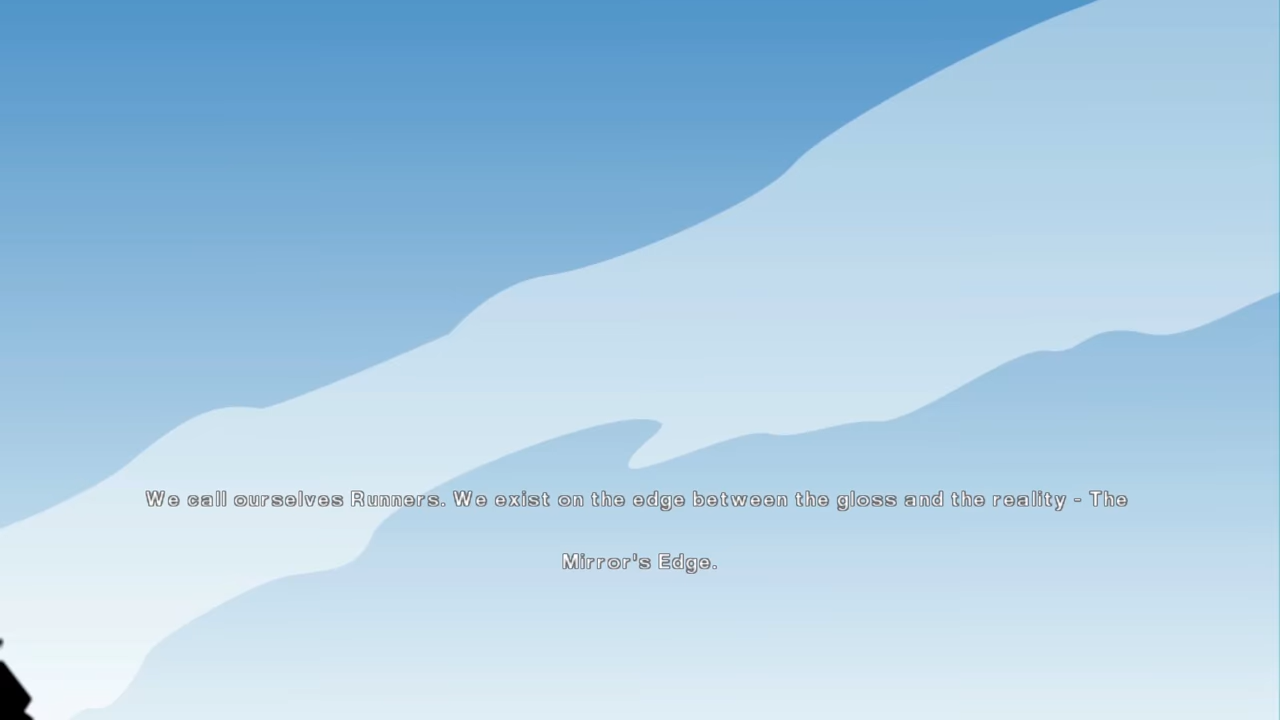 We call ourselves Runners. We exist on the edge between the gloss and the reality - The
Mirror's Edge.